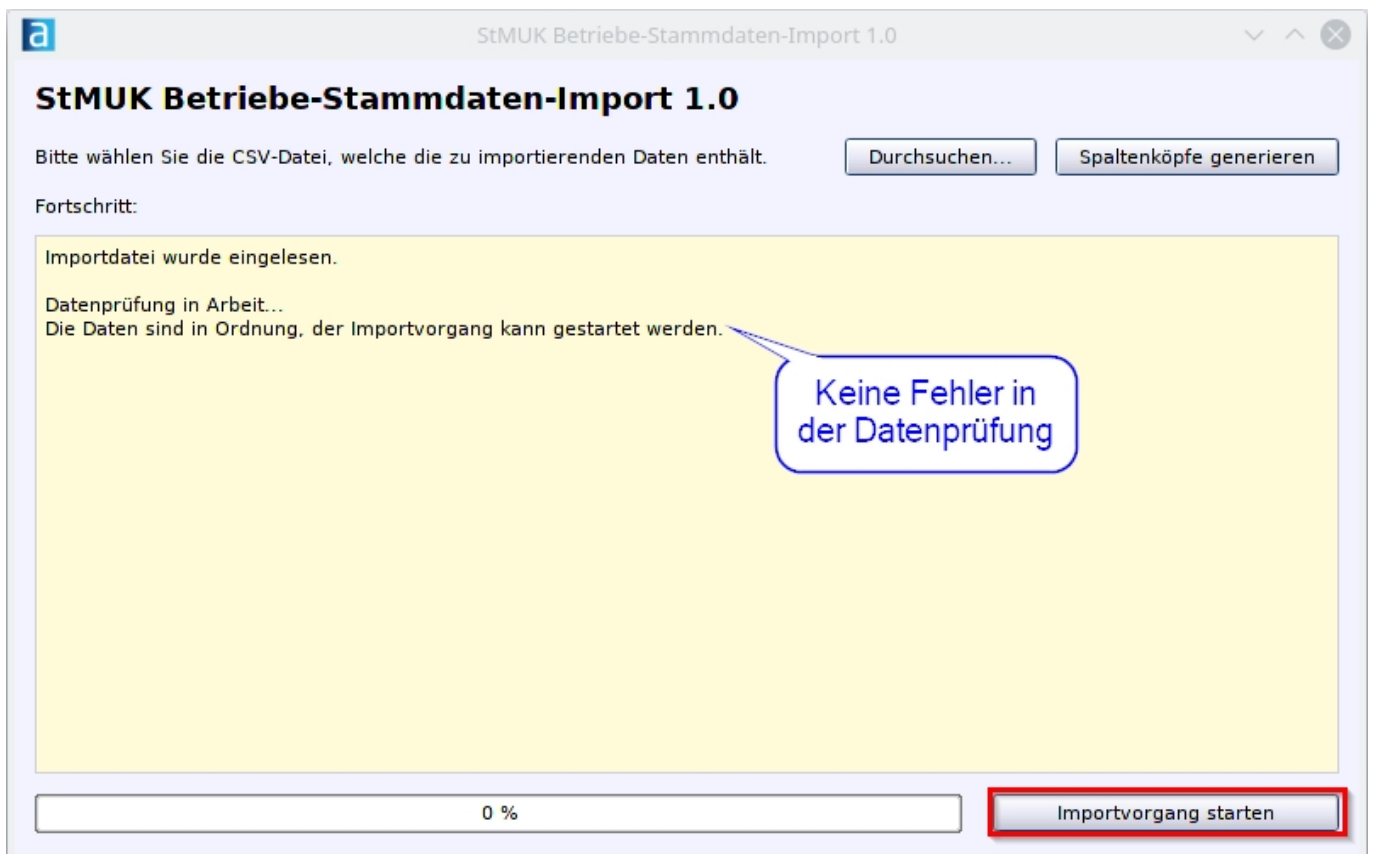 StMUK Betriebe-Stammdaten-Import 1.0
StMUK Betriebe-Stammdaten-Import 1.0
Bitte wählen Sie die CSV-Datei, welche die zu importierenden Daten enthält.
Durchsuchen...
Spaltenköpfe generieren
Fortschritt:
Importdatei wurde eingelesen.
Datenprüfung in Arbeit...
Die Daten sind in Ordnung, der Importvorgang kann gestartet werden.
Keine Fehler in
der Datenprüfung
0 %
Importvorgang starten